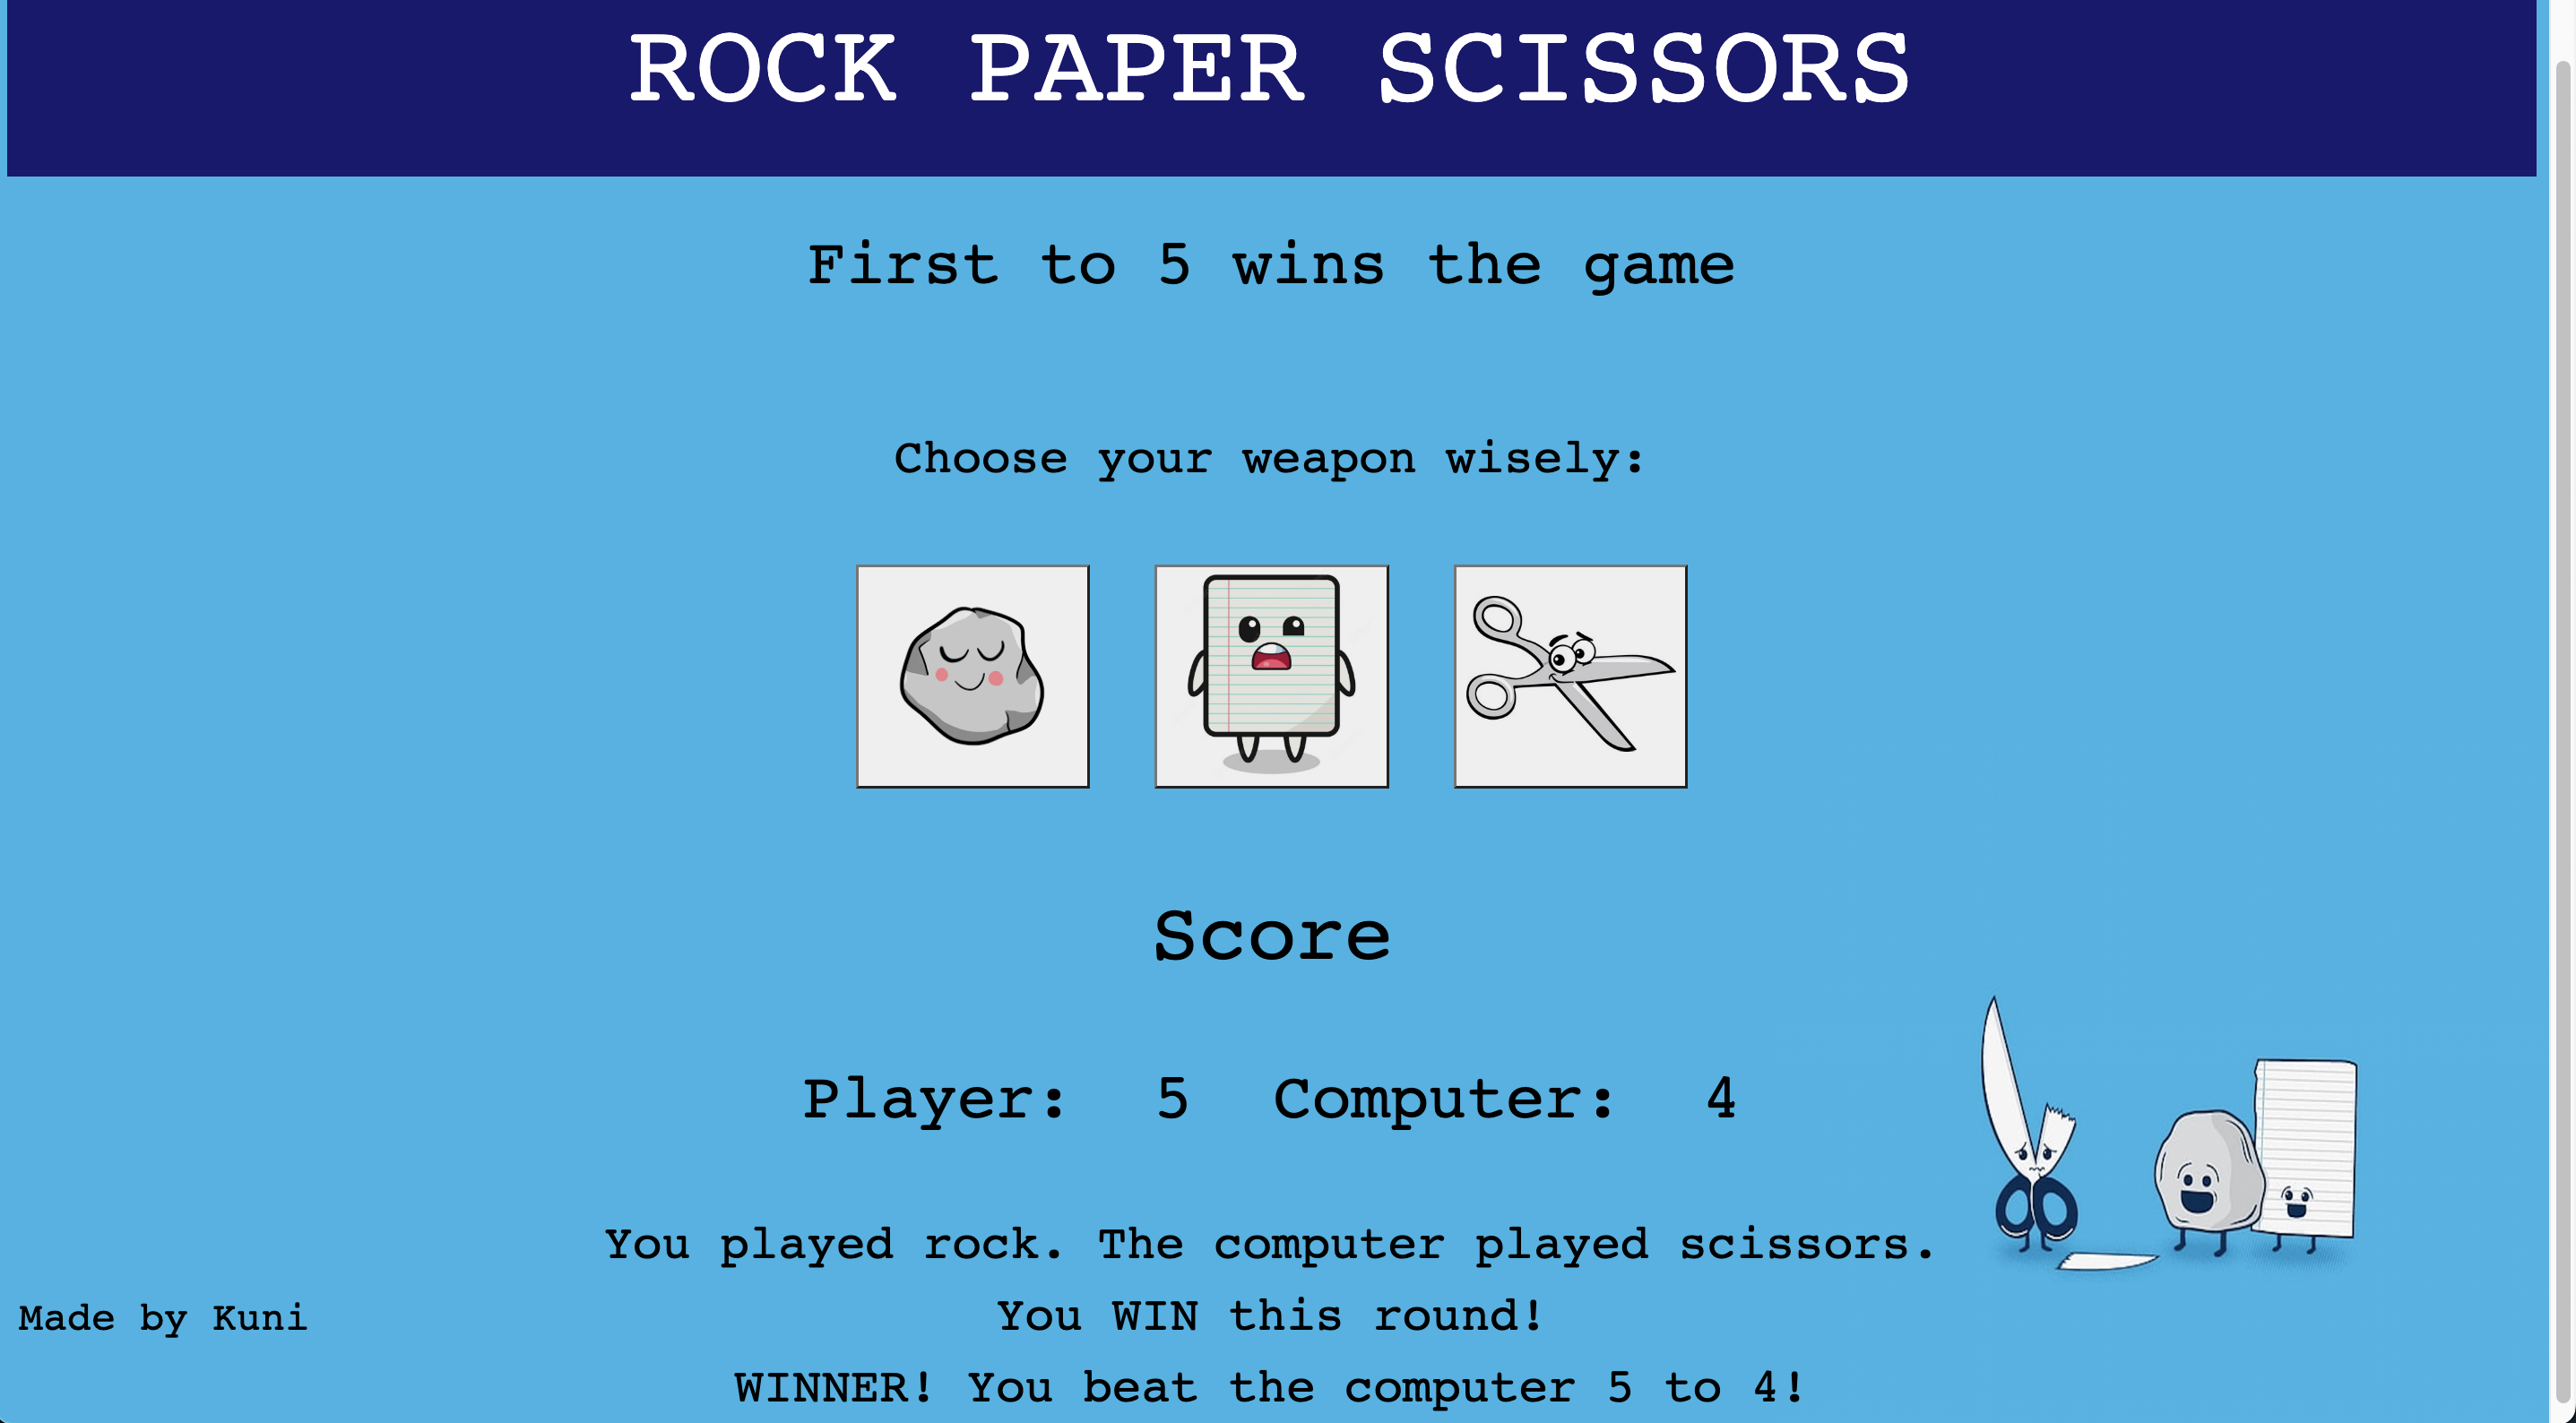 ROCK PAPER SCISSORS
First to 5 wins the game
Choose your weapon wisely:
Score
Player: 5 Computer: 4
You played rock. The computer played scissors.
You WIN this round!
Made by Kuni
WINNER! You beat the computer 5 to 4!